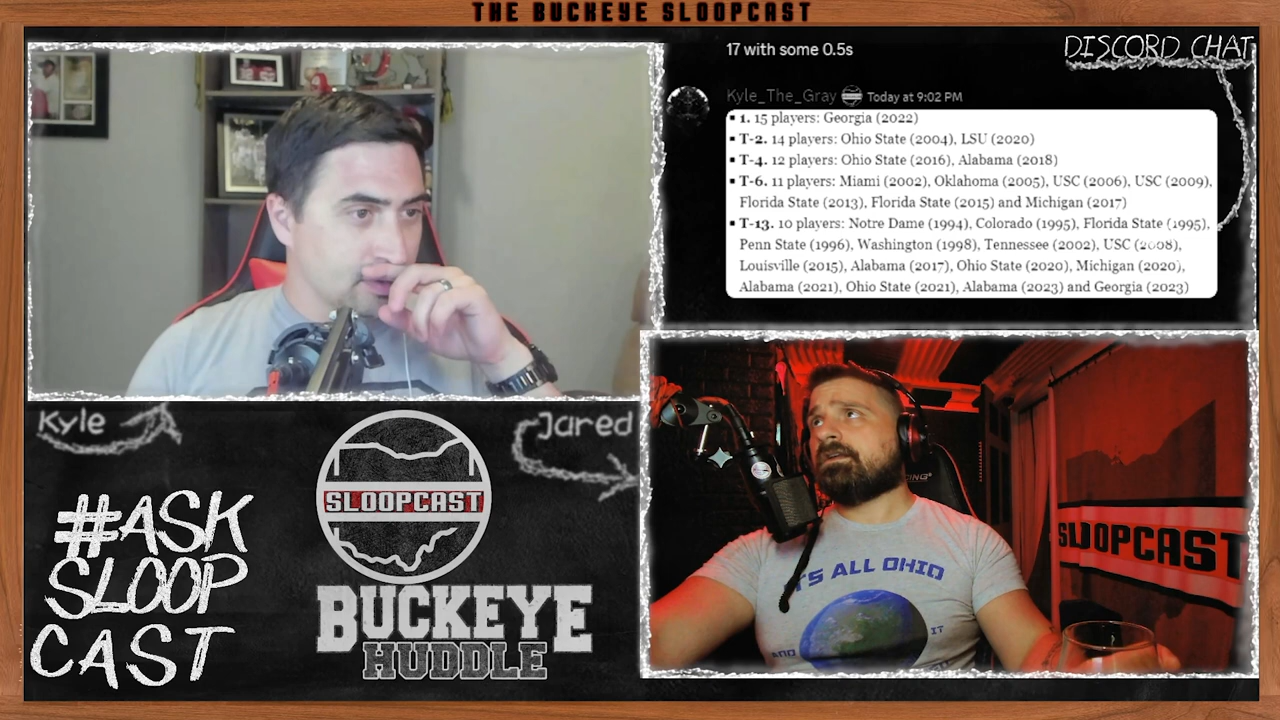 THE BUCKEYE SLOOPCAST
17 with some 0.5s
DISCORD CHAT
Kyle_The_Gray Today at 9:02 PM
▪ 1. 15 players: Georgia (2022)
▪ T-2. 14 players: Ohio State (2004), LSU (2020)
▪ T-4. 12 players: Ohio State (2016), Alabama (2018)
▪ T-6. 11 players: Miami (2002), Oklahoma (2005), USC (2006), USC (2009),
Florida State (2013), Florida State (2015) and Michigan (2017)
▪ T-13. 10 players: Notre Dame (1994), Colorado (1995), Florida State (1995),
Penn State (1996), Washington (1998), Tennessee (2002), USC (2008),
Louisville (2015), Alabama (2017), Ohio State (2020), Michigan (2020),
Alabama (2021), Ohio State (2021), Alabama (2023) and Georgia (2023)
Kyle
Jared
#ASK
SLOOP
CAST
SLOOPCAST
BUCKEYE
HUDDLE
SLOOPCAST
IT'S ALL OHIO
IT